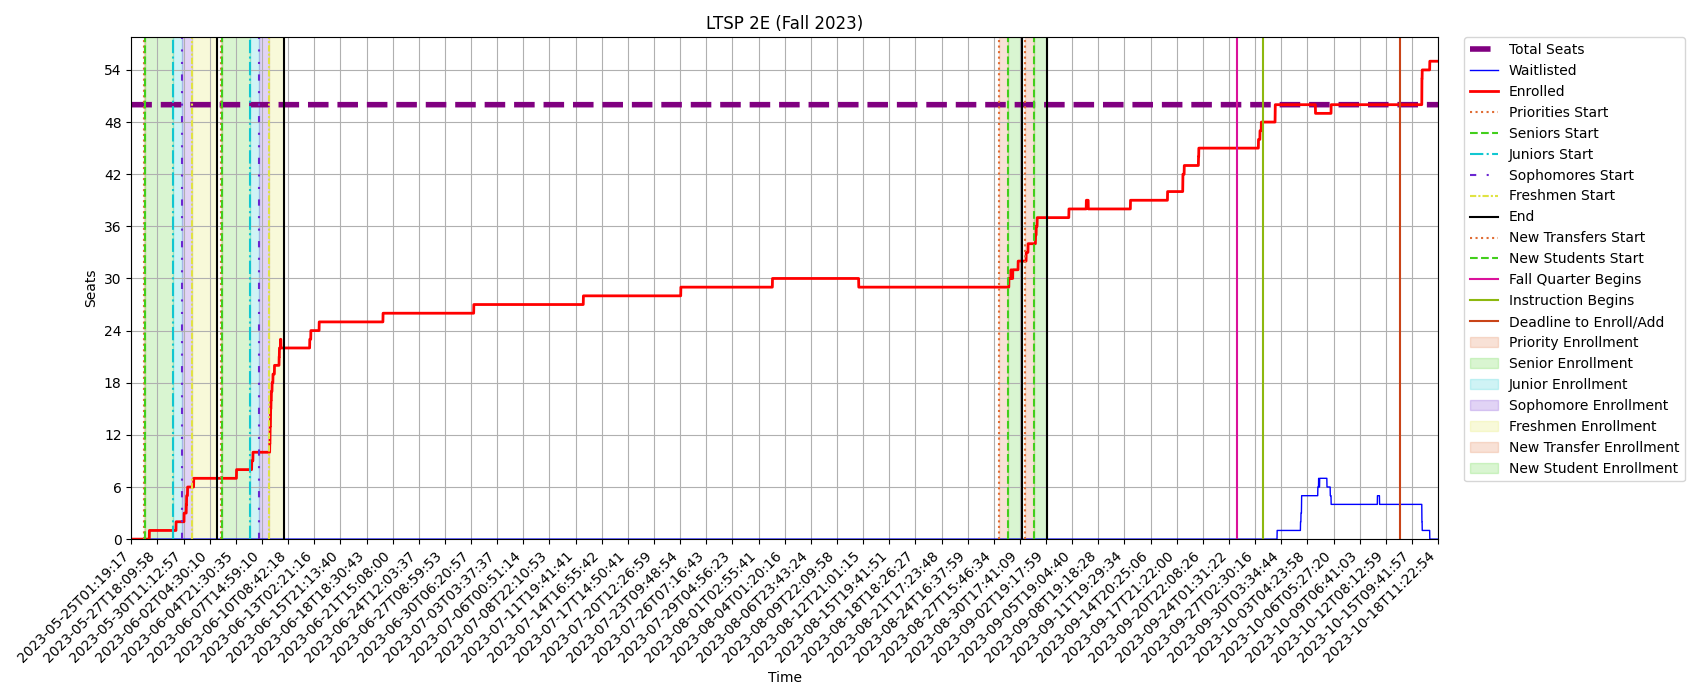 LTSP 2E (Fall 2023)
Seats
54
48
42
36
30
24
18
12
6
0
2023-05-25T01:19:17
2023-05-27T18:09:58
2023-05-30T11:12:57
2023-06-02T04:30:10
2023-06-04T21:30:35
2023-06-07T14:59:10
2023-06-10T08:42:18
2023-06-13T02:21:16
2023-06-15T21:13:40
2023-06-18T18:30:43
2023-06-21T15:08:00
2023-06-24T12:03:37
2023-06-27T08:59:53
2023-06-30T06:20:57
2023-07-03T03:37:37
2023-07-06T00:51:14
2023-07-08T22:10:53
2023-07-11T19:41:41
2023-07-14T16:55:42
2023-07-17T14:50:41
2023-07-20T12:26:59
2023-07-23T09:48:54
2023-07-26T07:16:43
2023-07-29T04:56:23
2023-08-01T02:55:41
2023-08-04T01:20:16
2023-08-06T23:43:24
2023-08-09T22:09:58
2023-08-12T21:01:15
2023-08-15T19:41:51
2023-08-18T18:26:27
2023-08-21T17:23:48
2023-08-24T16:37:59
2023-08-27T15:46:34
2023-08-30T17:41:09
2023-09-02T19:17:59
2023-09-05T19:04:40
2023-09-08T19:18:28
2023-09-11T19:29:34
2023-09-14T20:25:06
2023-09-17T21:22:00
2023-09-20T22:08:26
2023-09-24T01:31:22
2023-09-27T02:30:16
2023-09-30T03:34:44
2023-10-03T04:23:58
2023-10-06T05:27:20
2023-10-09T06:41:03
2023-10-12T08:12:59
2023-10-15T09:41:57
2023-10-18T11:22:54
Time
Total Seats
Waitlisted
Enrolled
Priorities Start
Seniors Start
Juniors Start
Sophomores Start
Freshmen Start
End
New Transfers Start
New Students Start
Fall Quarter Begins
Instruction Begins
Deadline to Enroll/Add
Priority Enrollment
Senior Enrollment
Junior Enrollment
Sophomore Enrollment
Freshmen Enrollment
New Transfer Enrollment
New Student Enrollment